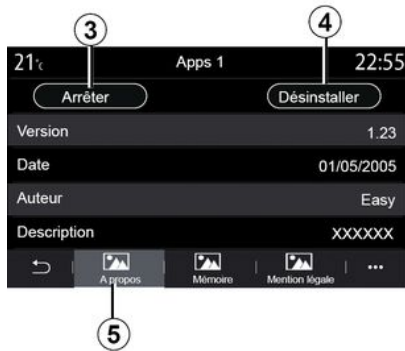 3
4
21°c Apps 1 22:55
Arrêter Désinstaller
Version 1.23
Date 01/05/2005
Auteur Easy
Description XXXXXX
A propos Mémoire Mention légale ...
5